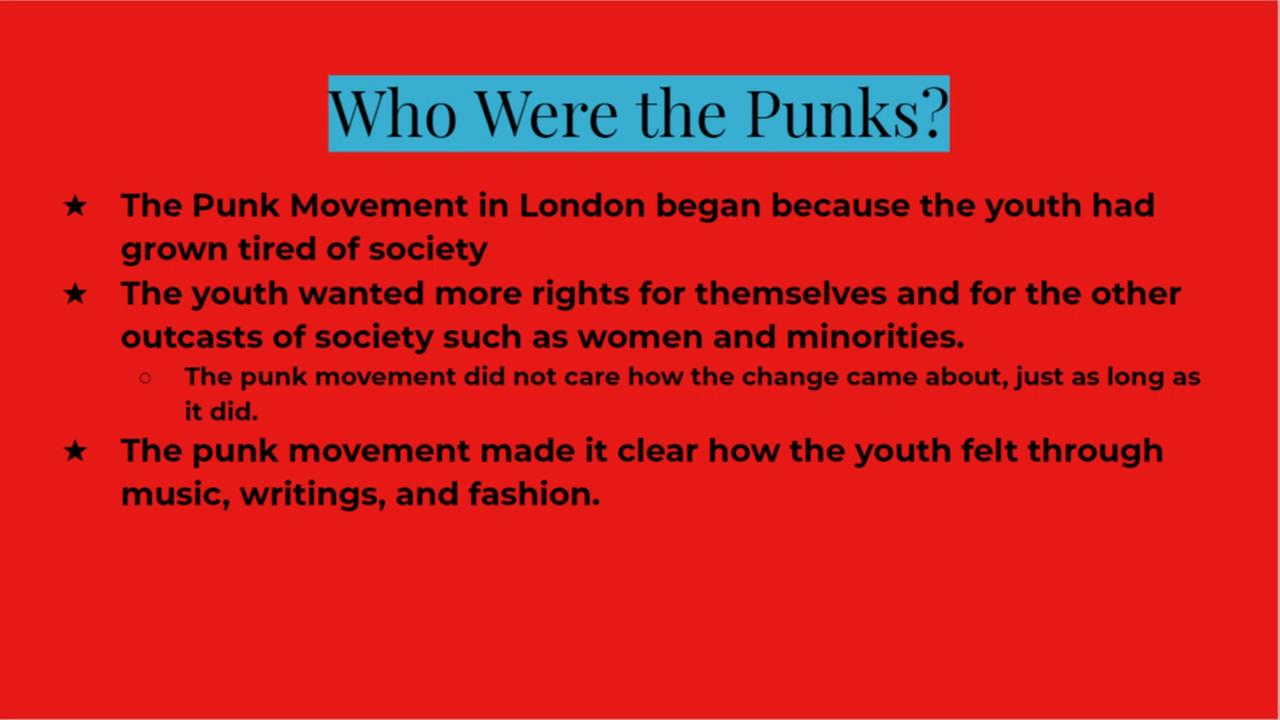 Who Were the Punks?
★ The Punk Movement in London began because the youth had
grown tired of society
★ The youth wanted more rights for themselves and for the other
outcasts of society such as women and minorities.
○ The punk movement did not care how the change came about, just as long as
it did.
★ The punk movement made it clear how the youth felt through
music, writings, and fashion.